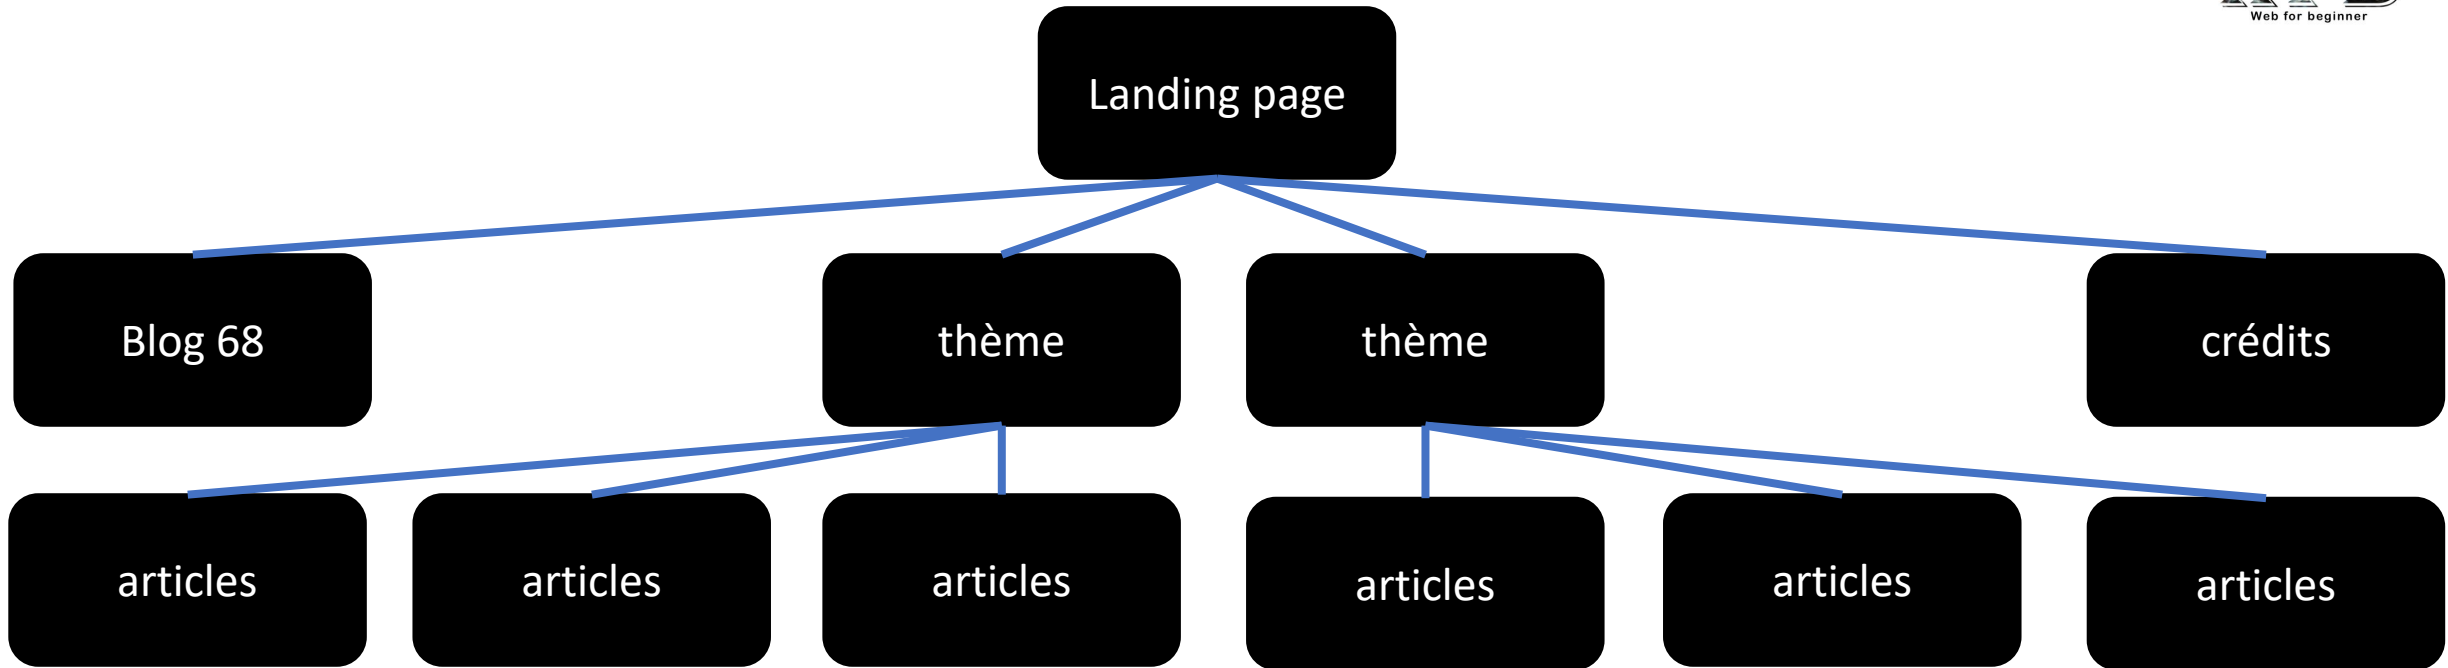 Web for beginner
Landing page
Blog 68
thème
thème
crédits
articles
articles
articles
articles
articles
articles